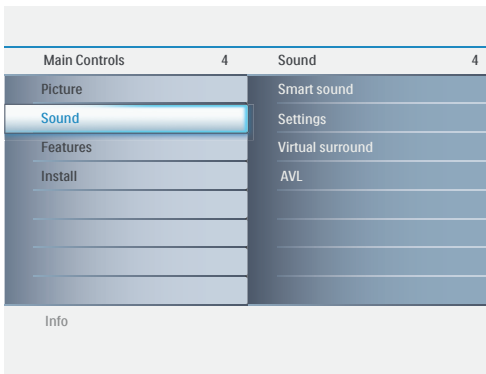 Main Controls 4
Picture
Sound
Features
Install
Sound 4
Smart sound
Settings
Virtual surround
AVL
Info